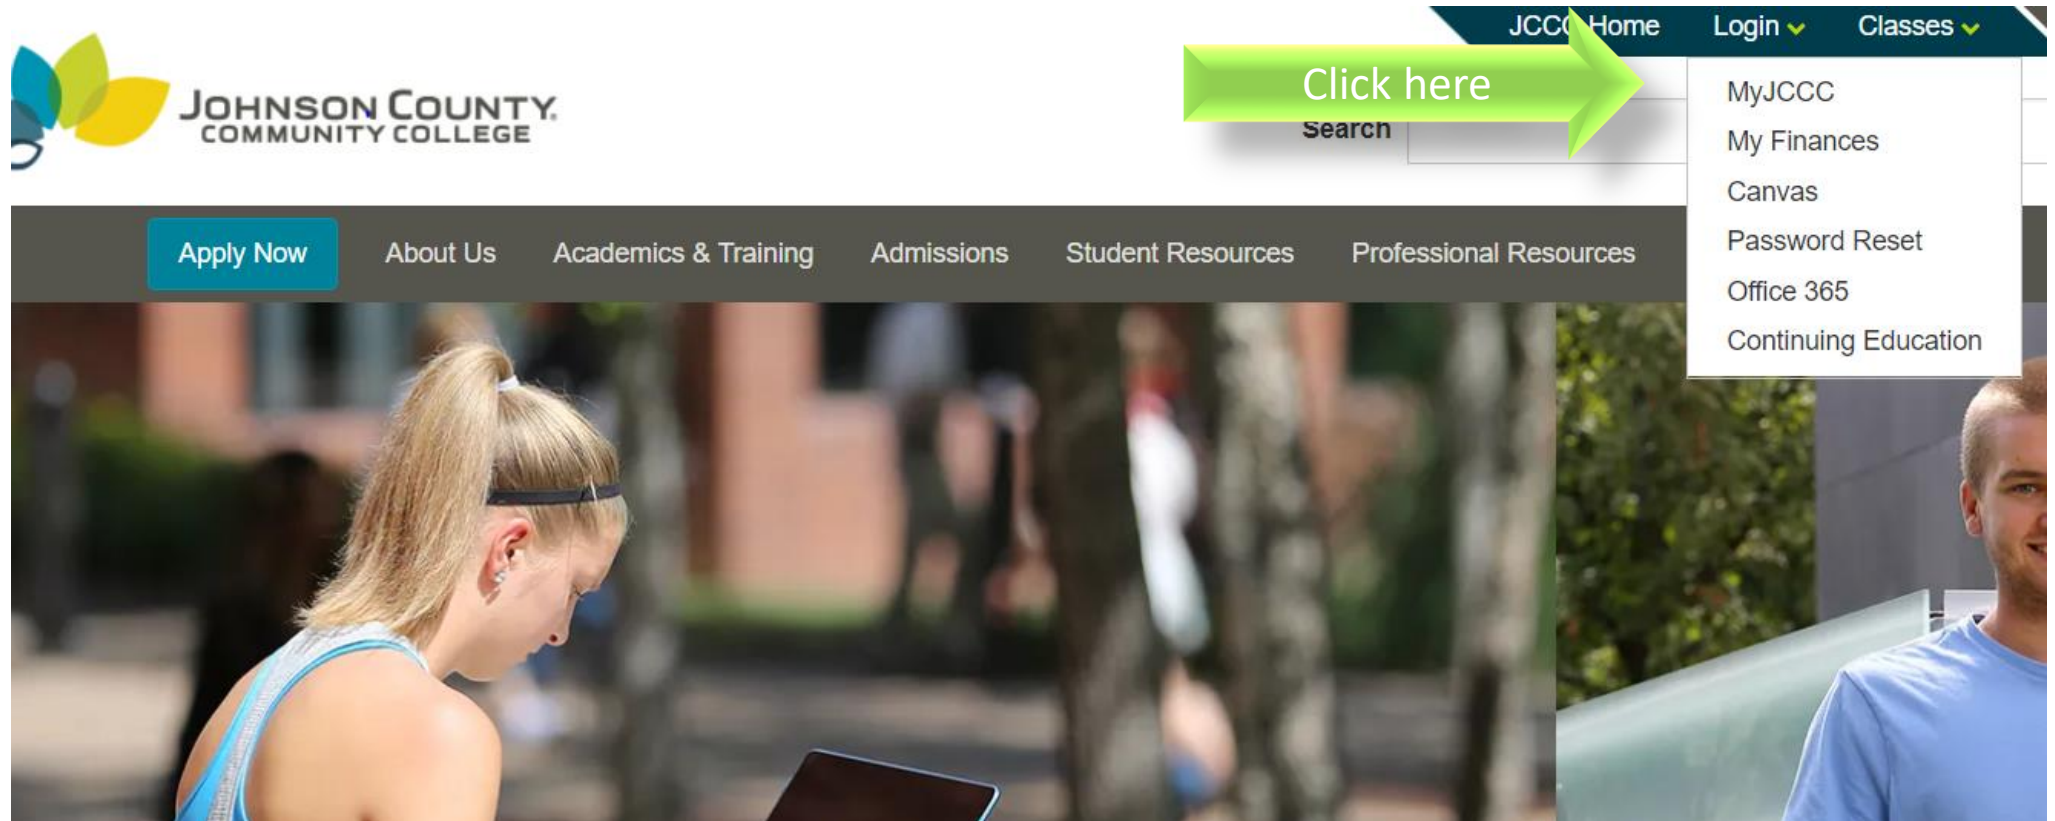 JCCC Home Login Classes
Click here
JOHNSON COUNTY®
COMMUNITY COLLEGE
Search
MyJCCC
My Finances
Canvas
Password Reset
Office 365
Continuing Education
Apply Now About Us Academics & Training Admissions Student Resources Professional Resources